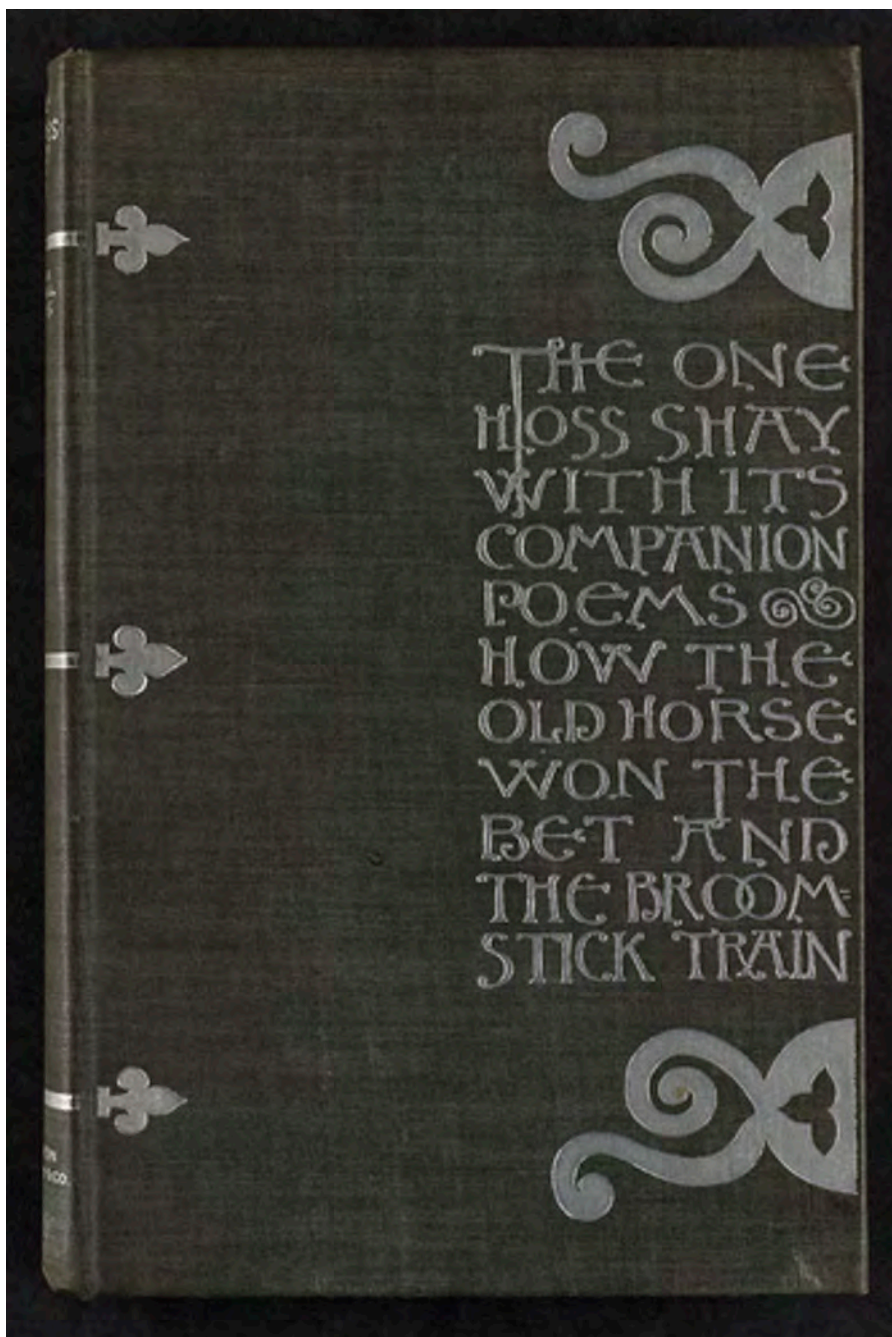 THE ONE
HOSS SHAY
WITH ITS
COMPANION
POEMS
HOW THE
OLD HORSE
WON THE
BET AND
THE BROOM=
STICK TRAIN